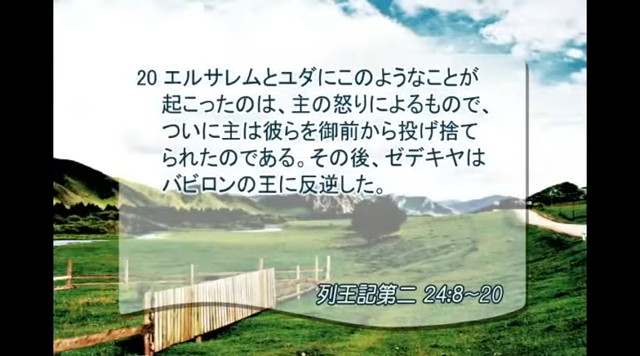 20 エルサレムとユダにこのようなことが
起こったのは、主の怒りによるもので、
ついに主は彼らを御前から投げ捨て
られたのである。その後、ゼデキヤは
バビロンの王に反逆した。
列王記第二 24:8～20